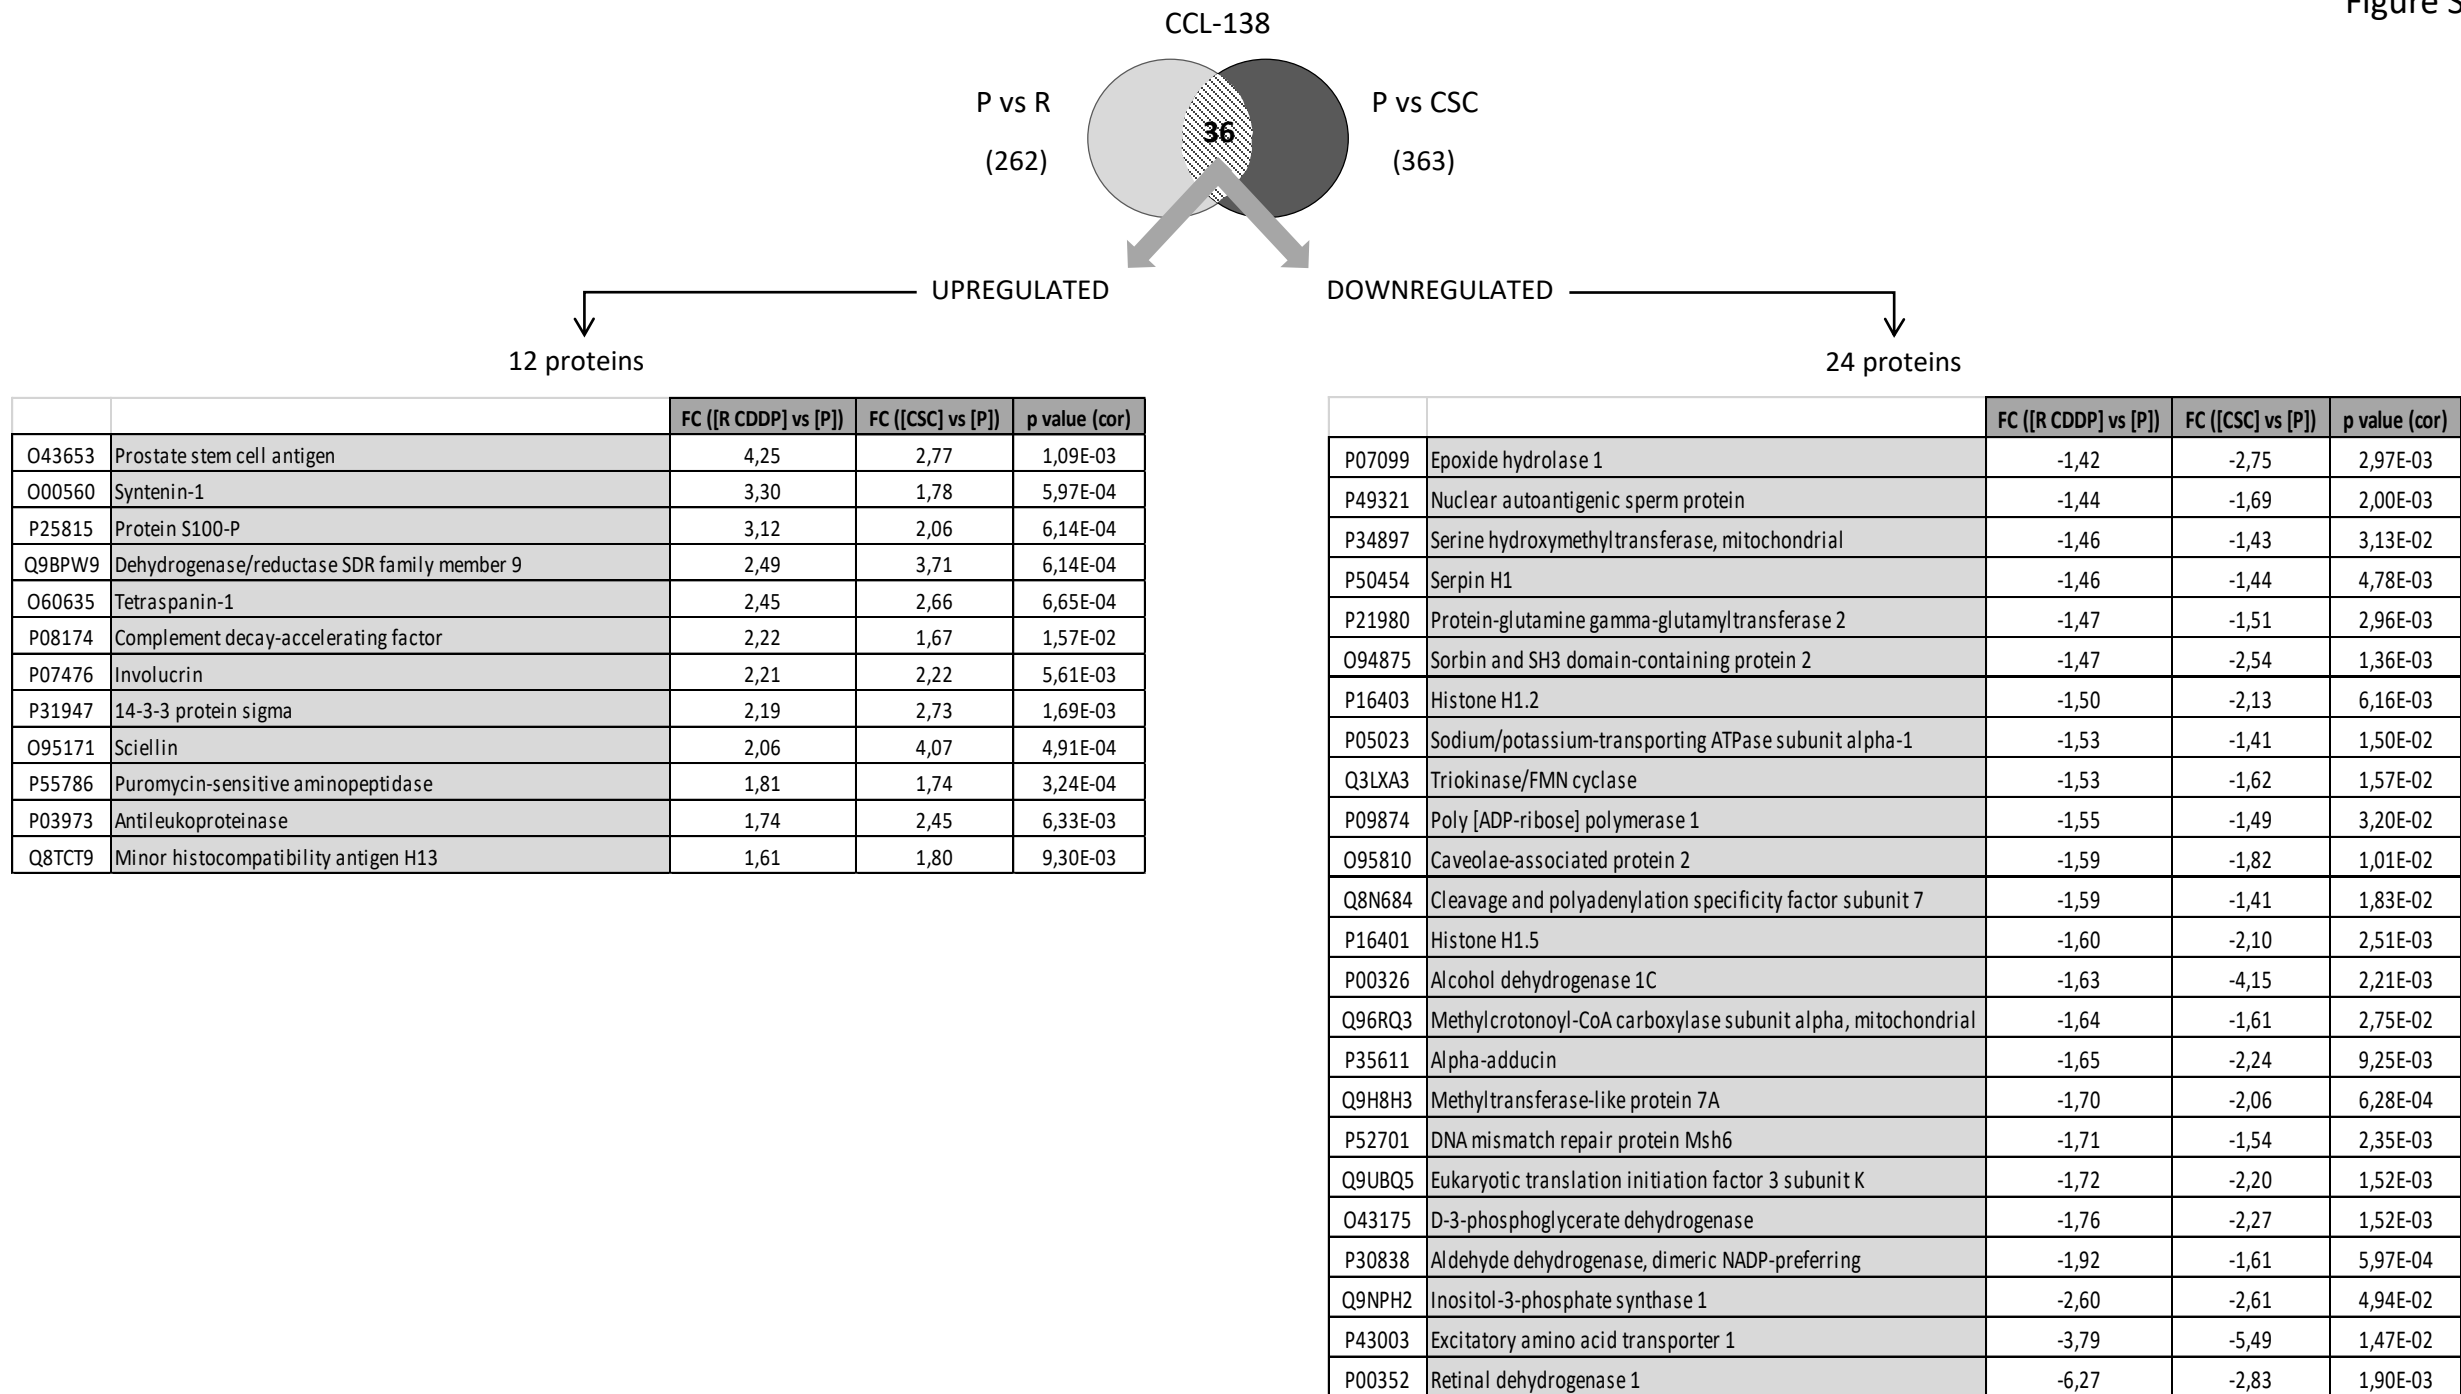 Figure S
CCL-138
P vs R
P vs CSC
36
(262)
(363)
UPREGULATED
DOWNREGULATED
12 proteins
24 proteins
FC ([R CDDP] vs [P]) FC ([CSC] vs [P]) p value (cor)
O43653 Prostate stem cell antigen 4,25 2,77 1,09E-03
O00560 Syntenin-1 3,30 1,78 5,97E-04
P25815 Protein S100-P 3,12 2,06 6,14E-04
Q9BPW9 Dehydrogenase/reductase SDR family member 9 2,49 3,71 6,14E-04
O60635 Tetraspanin-1 2,45 2,66 6,65E-04
P08174 Complement decay-accelerating factor 2,22 1,67 1,57E-02
P07476 Involucrin 2,21 2,22 5,61E-03
P31947 14-3-3 protein sigma 2,19 2,73 1,69E-03
O95171 Sciellin 2,06 4,07 4,91E-04
P55786 Puromycin-sensitive aminopeptidase 1,81 1,74 3,24E-04
P03973 Antileukoproteinase 1,74 2,45 6,33E-03
Q8TCT9 Minor histocompatibility antigen H13 1,61 1,80 9,30E-03
FC ([R CDDP] vs [P]) FC ([CSC] vs [P]) p value (cor)
P07099 Epoxide hydrolase 1 -1,42 -2,75 2,97E-03
P49321 Nuclear autoantigenic sperm protein -1,44 -1,69 2,00E-03
P34897 Serine hydroxymethyltransferase, mitochondrial -1,46 -1,43 3,13E-02
P50454 Serpin H1 -1,46 -1,44 4,78E-03
P21980 Protein-glutamine gamma-glutamyltransferase 2 -1,47 -1,51 2,96E-03
O94875 Sorbin and SH3 domain-containing protein 2 -1,47 -2,54 1,36E-03
P16403 Histone H1.2 -1,50 -2,13 6,16E-03
P05023 Sodium/potassium-transporting ATPase subunit alpha-1 -1,53 -1,41 1,50E-02
Q3LXA3 Triokinase/FMN cyclase -1,53 -1,62 1,57E-02
P09874 Poly [ADP-ribose] polymerase 1 -1,55 -1,49 3,20E-02
O95810 Caveolae-associated protein 2 -1,59 -1,82 1,01E-02
Q8N684 Cleavage and polyadenylation specificity factor subunit 7 -1,59 -1,41 1,83E-02
P16401 Histone H1.5 -1,60 -2,10 2,51E-03
P00326 Alcohol dehydrogenase 1C -1,63 -4,15 2,21E-03
Q96RQ3 Methylcrotonoyl-CoA carboxylase subunit alpha, mitochondrial -1,64 -1,61 2,75E-02
P35611 Alpha-adducin -1,65 -2,24 9,25E-03
Q9H8H3 Methyltransferase-like protein 7A -1,70 -2,06 6,28E-04
P52701 DNA mismatch repair protein Msh6 -1,71 -1,54 2,35E-03
Q9UBQ5 Eukaryotic translation initiation factor 3 subunit K -1,72 -2,20 1,52E-03
O43175 D-3-phosphoglycerate dehydrogenase -1,76 -2,27 1,52E-03
P30838 Aldehyde dehydrogenase, dimeric NADP-preferring -1,92 -1,61 5,97E-04
Q9NPH2 Inositol-3-phosphate synthase 1 -2,60 -2,61 4,94E-02
P43003 Excitatory amino acid transporter 1 -3,79 -5,49 1,47E-02
P00352 Retinal dehydrogenase 1 -6,27 -2,83 1,90E-03